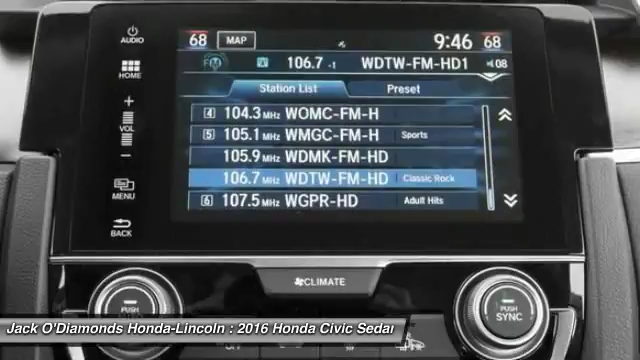 AUDIO
68 MAP 9:46 68
FM 106.7 -1 WDTW-FM-HD1 08
HOME
Station List Preset
4 104.3 MHz WOMC-FM-H
5 105.1 MHz WMGC-FM-H Sports
105.9 MHz WDMK-FM-HD
106.7 MHz WDTW-FM-HD Classic Rock
6 107.5 MHz WGPR-HD Adult Hits
+
VOL
-
MENU
BACK
CLIMATE
PUSH
PUSH
SYNC
Jack O'Diamonds Honda-Lincoln : 2016 Honda Civic Sedan